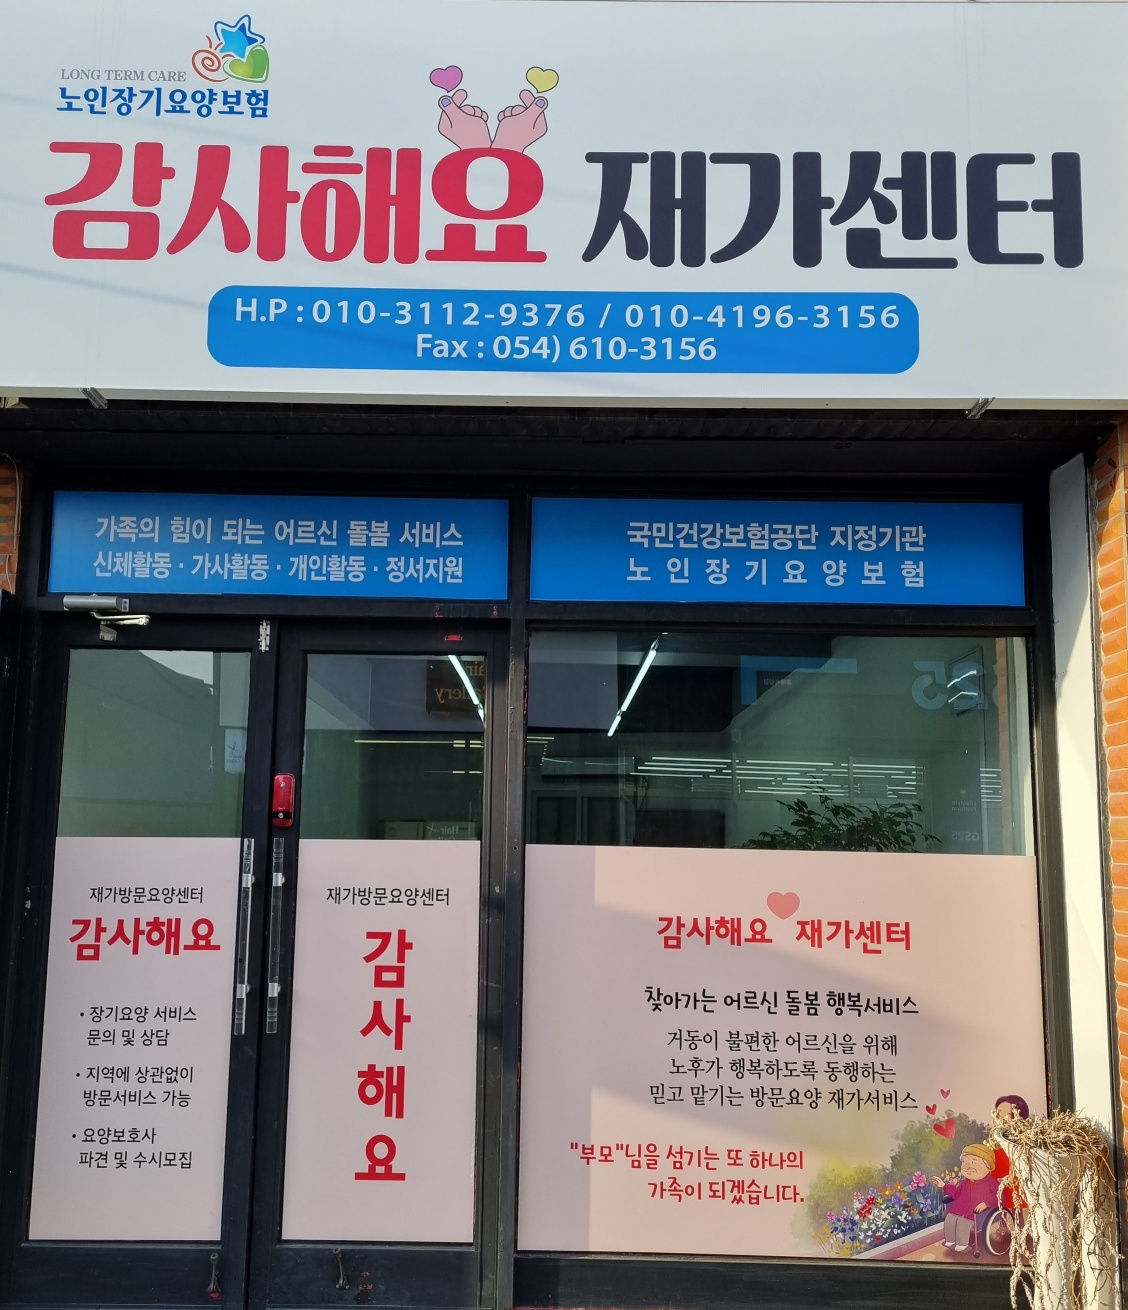 LONG TERM CARE
노인장기요양보험
감사해요 재가센터
H.P : 010-3112-9376 / 010-4196-3156
Fax : 054) 610-3156
가족의 힘이 되는 어르신 돌봄 서비스
신체활동 · 가사활동 · 개인활동 · 정서지원
국민건강보험공단 지정기관
노 인 장 기 요 양 보 험
재가방문요양센터
감사해요
· 장기요양 서비스
문의 및 상담
· 지역에 상관없이
방문서비스 가능
· 요양보호사
파견 및 수시모집
재가방문요양센터
감
사
해
요
감사해요 재가센터
찾아가는 어르신 돌봄 행복서비스
거동이 불편한 어르신을 위해
노후가 행복하도록 동행하는
믿고 맡기는 방문요양 재가서비스
"부모"님을 섬기는 또 하나의
가족이 되겠습니다.